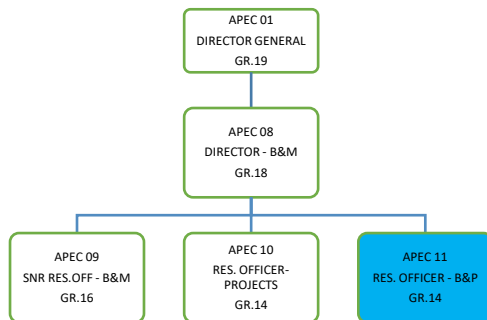 APEC 01
DIRECTOR GENERAL
GR.19
APEC 08
DIRECTOR - B&M
GR.18
APEC 09
SNR RES.OFF - B&M
GR.16
APEC 10
RES. OFFICER-
PROJECTS
GR.14
APEC 11
RES. OFFICER - B&P
GR.14